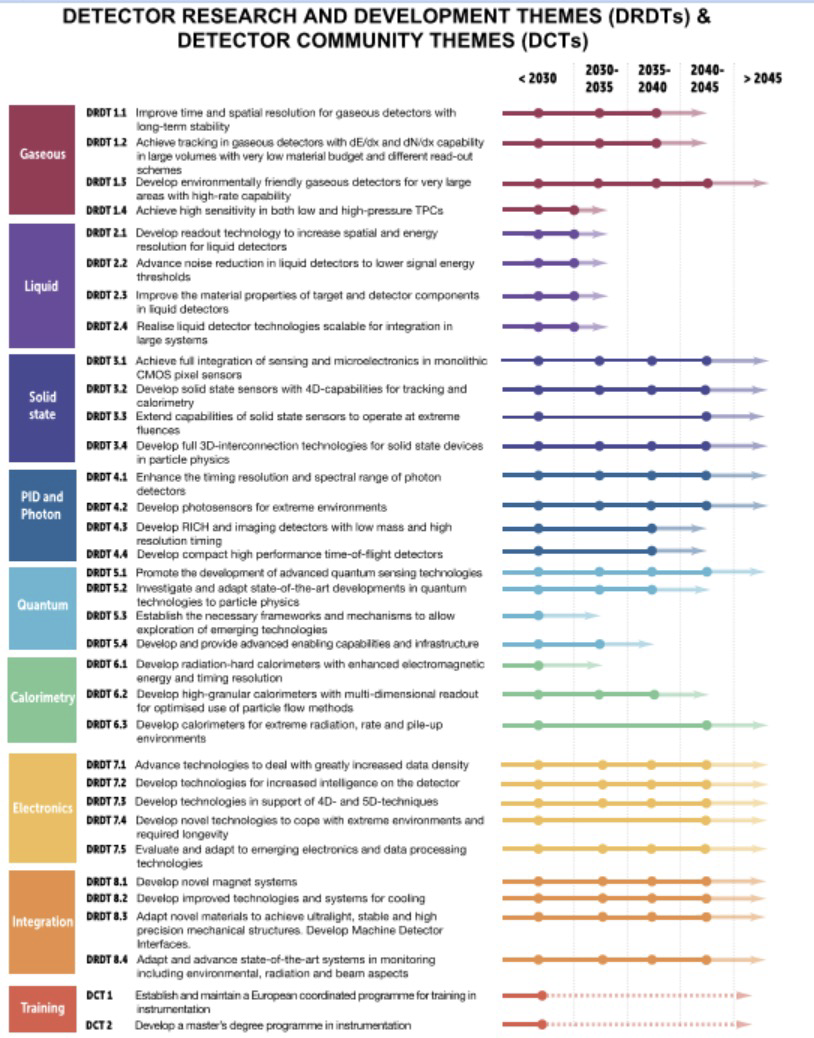 DETECTOR RESEARCH AND DEVELOPMENT THEMES (DRDTs) &
DETECTOR COMMUNITY THEMES (DCTs)
< 2030
2030-
2035
2035-
2040
2040-
2045
> 2045
Gaseous
DRDT 1.1 Improve time and spatial resolution for gaseous detectors with
long-term stability
DRDT 1.2 Achieve tracking in gaseous detectors with dE/dx and dN/dx capability
in large volumes with very low material budget and different read-out
schemes
DRDT 1.3 Develop environmentally friendly gaseous detectors for very large
areas with high-rate capability
DRDT 1.4 Achieve high sensitivity in both low and high-pressure TPCs
Liquid
DRDT 2.1 Develop readout technology to increase spatial and energy
resolution for liquid detectors
DRDT 2.2 Advance noise reduction in liquid detectors to lower signal energy
thresholds
DRDT 2.3 Improve the material properties of target and detector components
in liquid detectors
DRDT 2.4 Realise liquid detector technologies scalable for integration in
large systems
Solid
state
DRDT 3.1 Achieve full integration of sensing and microelectronics in monolithic
CMOS pixel sensors
DRDT 3.2 Develop solid state sensors with 4D-capabilities for tracking and
calorimetry
DRDT 3.3 Extend capabilities of solid state sensors to operate at extreme
fluences
DRDT 3.4 Develop full 3D-interconnection technologies for solid state devices
in particle physics
PID and
Photon
DRDT 4.1 Enhance the timing resolution and spectral range of photon
detectors
DRDT 4.2 Develop photosensors for extreme environments
DRDT 4.3 Develop RICH and imaging detectors with low mass and high
resolution timing
DRDT 4.4 Develop compact high performance time-of-flight detectors
Quantum
DRDT 5.1 Promote the development of advanced quantum sensing technologies
DRDT 5.2 Investigate and adapt state-of-the-art developments in quantum
technologies to particle physics
DRDT 5.3 Establish the necessary frameworks and mechanisms to allow
exploration of emerging technologies
DRDT 5.4 Develop and provide advanced enabling capabilities and infrastructure
Calorimetry
DRDT 6.1 Develop radiation-hard calorimeters with enhanced electromagnetic
energy and timing resolution
DRDT 6.2 Develop high-granular calorimeters with multi-dimensional readout
for optimised use of particle flow methods
DRDT 6.3 Develop calorimeters for extreme radiation, rate and pile-up
environments
Electronics
DRDT 7.1 Advance technologies to deal with greatly increased data density
DRDT 7.2 Develop technologies for increased intelligence on the detector
DRDT 7.3 Develop technologies in support of 4D- and 5D-techniques
DRDT 7.4 Develop novel technologies to cope with extreme environments and
required longevity
DRDT 7.5 Evaluate and adapt to emerging electronics and data processing
technologies
Integration
DRDT 8.1 Develop novel magnet systems
DRDT 8.2 Develop improved technologies and systems for cooling
DRDT 8.3 Adapt novel materials to achieve ultralight, stable and high
precision mechanical structures. Develop Machine Detector
Interfaces.
DRDT 8.4 Adapt and advance state-of-the-art systems in monitoring
including environmental, radiation and beam aspects
Training
DCT 1 Establish and maintain a European coordinated programme for training in
instrumentation
DCT 2 Develop a master's degree programme in instrumentation